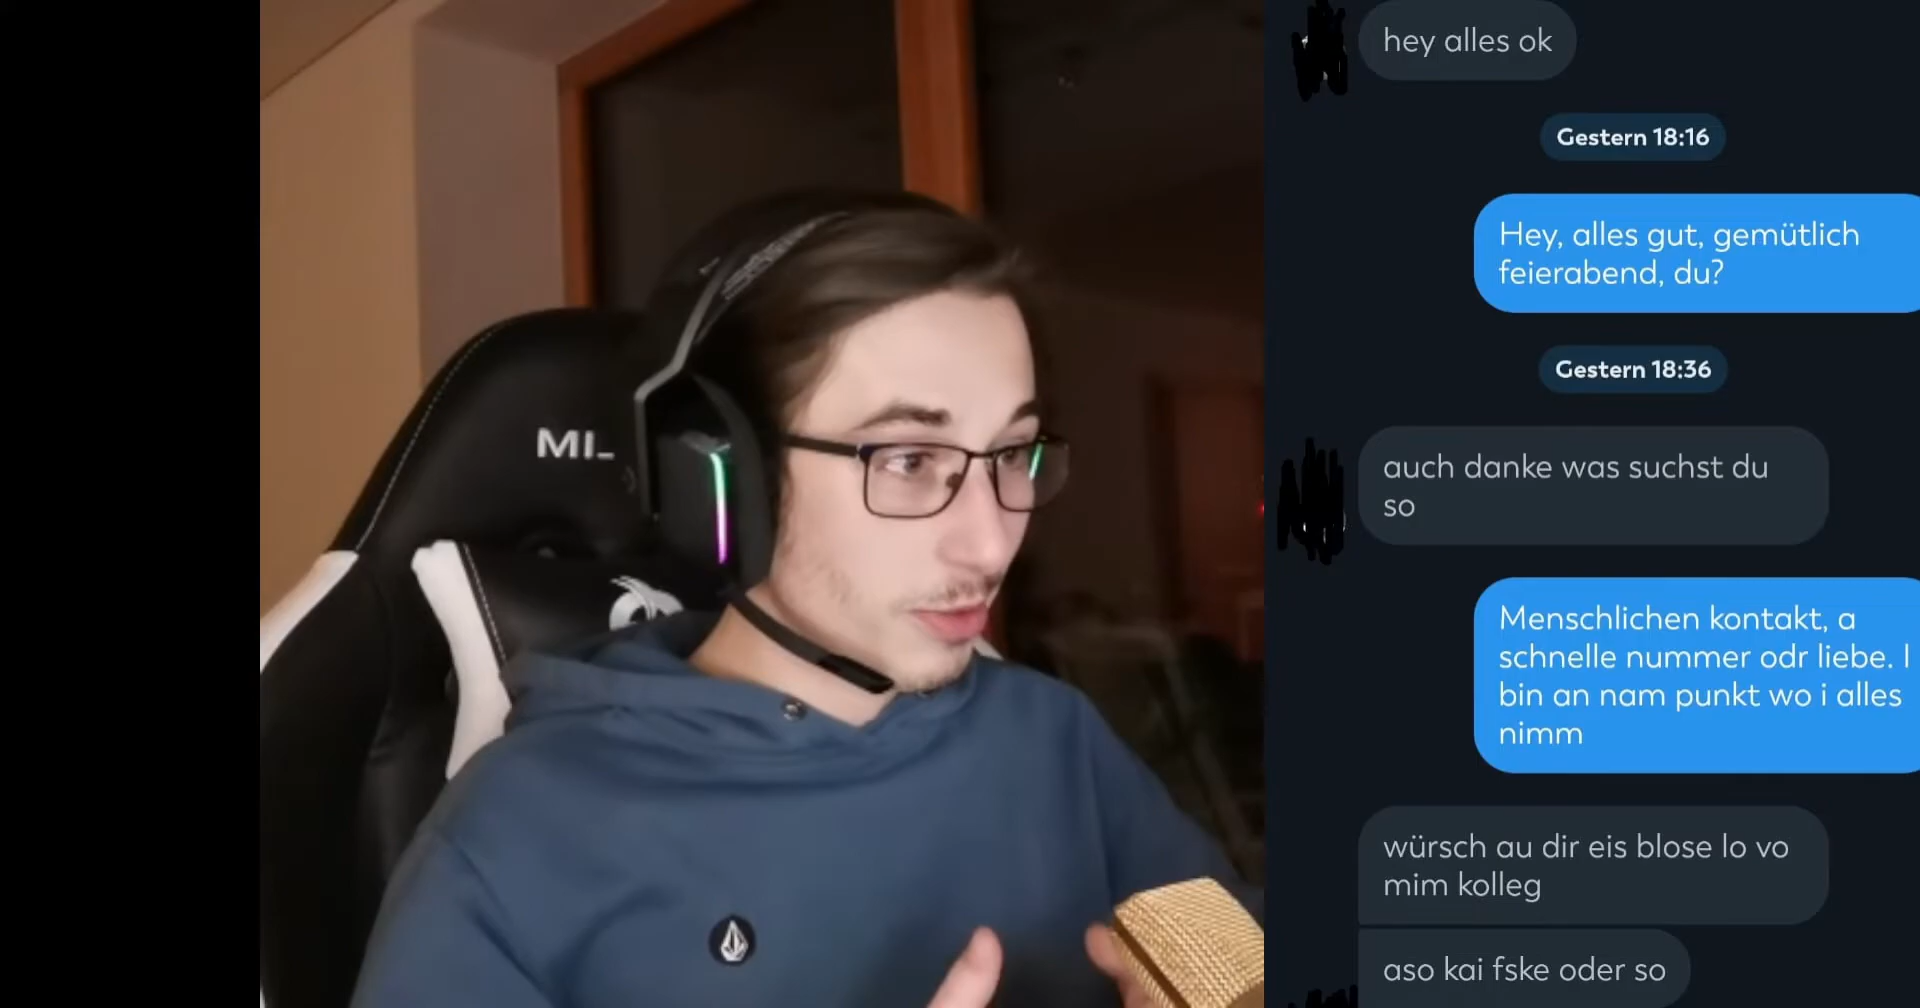 MI_
hey alles ok
Gestern 18:16
Hey, alles gut, gemütlich
feierabend, du?
Gestern 18:36
auch danke was suchst du
so
Menschlichen kontakt, a
schnelle nummer odr liebe. I
bin an nam punkt wo i alles
nimm
würsch au dir eis blose lo vo
mim kolleg
aso kai fske oder so